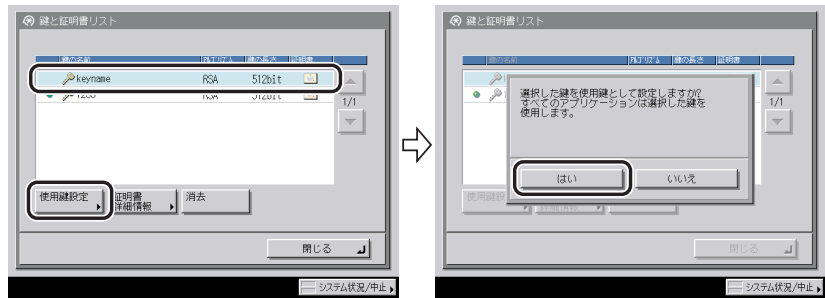 鍵と証明書リスト
鍵の名前 ｱﾙｺﾞﾘｽﾞﾑ 鍵の長さ 証明書
keyname RSA 512bit
RSA 512bit
1/1
使用鍵設定 証明書詳細情報 消去
閉じる
システム状況/中止
鍵と証明書リスト
鍵の名前 ｱﾙｺﾞﾘｽﾞﾑ 鍵の長さ 証明書
選択した鍵を使用鍵として設定しますか?
すべてのアプリケーションは選択した鍵を
使用します。
1/1
はい いいえ
閉じる
システム状況/中止